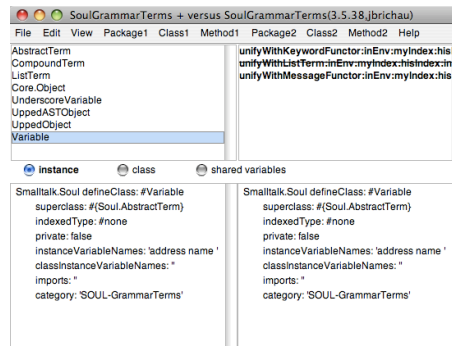 SoulGrammarTerms + versus SoulGrammarTerms(3.5.38,jbrichau)
File Edit View Package1 Class1 Method1 Package2 Class2 Method2 Help
AbstractTerm
CompoundTerm
ListTerm
Core.Object
UnderscoreVariable
UppedASTObject
UppedObject
Variable
unifyWithKeywordFunctor:inEnv:myIndex:his
unifyWithListTerm:inEnv:myIndex:hisIndex:in
unifyWithMessageFunctor:inEnv:myIndex:his
instance class shared variables
Smalltalk.Soul defineClass: #Variable
superclass: #{Soul.AbstractTerm}
indexedType: #none
private: false
instanceVariableNames: 'address name '
classInstanceVariableNames: ''
imports: ''
category: 'SOUL-GrammarTerms'
Smalltalk.Soul defineClass: #Variable
superclass: #{Soul.AbstractTerm}
indexedType: #none
private: false
instanceVariableNames: 'address name '
classInstanceVariableNames: ''
imports: ''
category: 'SOUL-GrammarTerms'